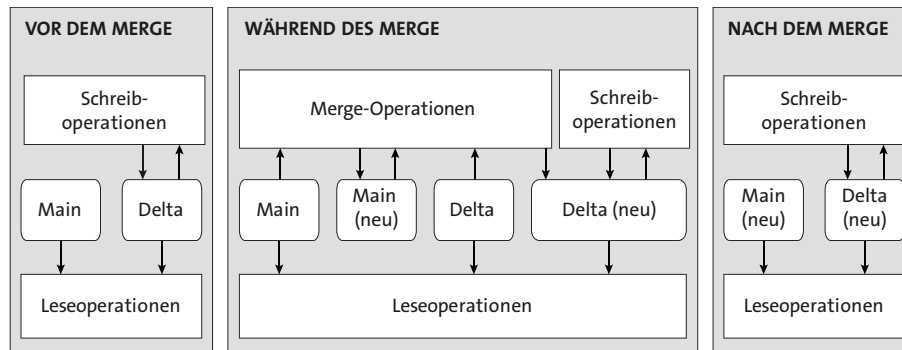 VOR DEM MERGE
Schreib-
operationen
Main
Delta
Leseoperationen
WÄHREND DES MERGE
Merge-Operationen
Schreib-
operationen
Main
Main
(neu)
Delta
Delta (neu)
Leseoperationen
NACH DEM MERGE
Schreib-
operationen
Main
(neu)
Delta
(neu)
Leseoperationen